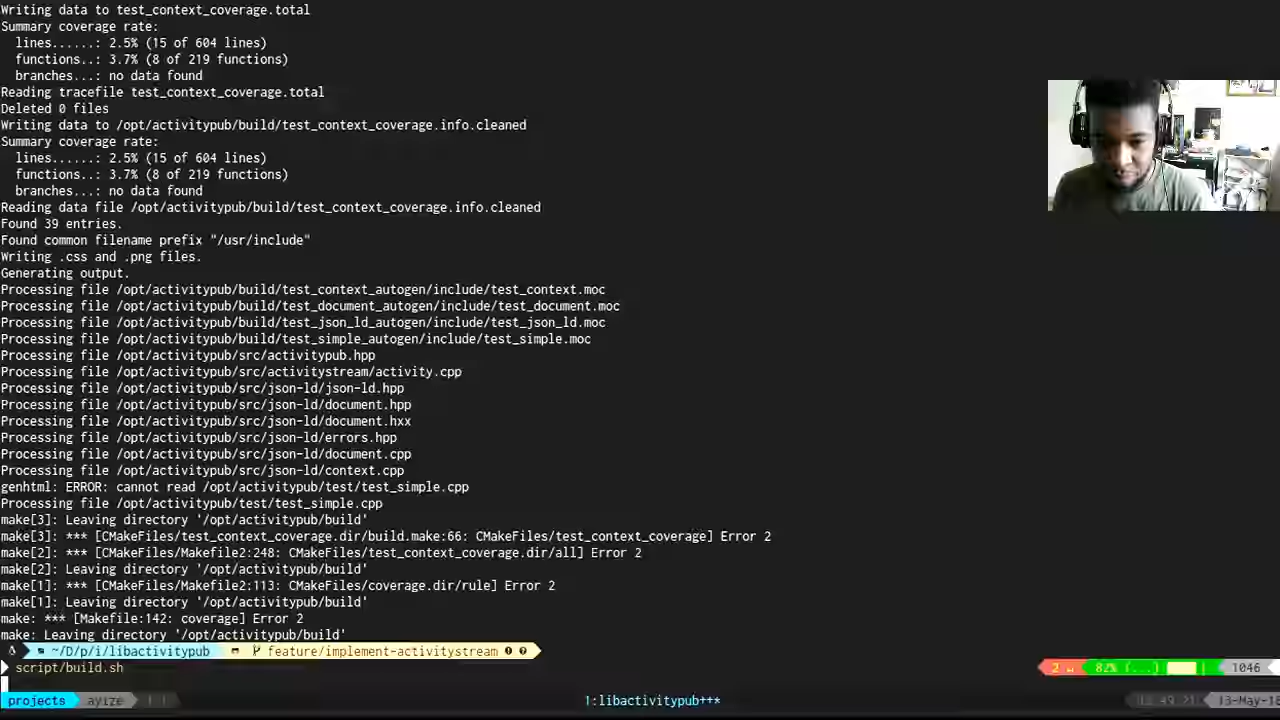 Writing data to test_context_coverage.total
Summary coverage rate:
  lines......: 2.5% (15 of 604 lines)
  functions..: 3.7% (8 of 219 functions)
  branches...: no data found
Reading tracefile test_context_coverage.total
Deleted 0 files
Writing data to /opt/activitypub/build/test_context_coverage.info.cleaned
Summary coverage rate:
  lines......: 2.5% (15 of 604 lines)
  functions..: 3.7% (8 of 219 functions)
  branches...: no data found
Reading data file /opt/activitypub/build/test_context_coverage.info.cleaned
Found 39 entries.
Found common filename prefix "/usr/include"
Writing .css and .png files.
Generating output.
Processing file /opt/activitypub/build/test_context_autogen/include/test_context.moc
Processing file /opt/activitypub/build/test_document_autogen/include/test_document.moc
Processing file /opt/activitypub/build/test_json_ld_autogen/include/test_json_ld.moc
Processing file /opt/activitypub/build/test_simple_autogen/include/test_simple.moc
Processing file /opt/activitypub/src/activitypub.hpp
Processing file /opt/activitypub/src/activitystream/activity.cpp
Processing file /opt/activitypub/src/json-ld/json-ld.hpp
Processing file /opt/activitypub/src/json-ld/document.hpp
Processing file /opt/activitypub/src/json-ld/document.hxx
Processing file /opt/activitypub/src/json-ld/errors.hpp
Processing file /opt/activitypub/src/json-ld/document.cpp
Processing file /opt/activitypub/src/json-ld/context.cpp
genhtml: ERROR: cannot read /opt/activitypub/test/test_simple.cpp
Processing file /opt/activitypub/test/test_simple.cpp
make[3]: Leaving directory '/opt/activitypub/build'
make[3]: *** [CMakeFiles/test_context_coverage.dir/build.make:66: CMakeFiles/test_context_coverage] Error 2
make[2]: *** [CMakeFiles/Makefile2:248: CMakeFiles/test_context_coverage.dir/all] Error 2
make[2]: Leaving directory '/opt/activitypub/build'
make[1]: *** [CMakeFiles/Makefile2:113: CMakeFiles/coverage.dir/rule] Error 2
make[1]: Leaving directory '/opt/activitypub/build'
make: *** [Makefile:142: coverage] Error 2
make: Leaving directory '/opt/activitypub/build'
~/D/p/i/libactivitypub feature/implement-activitystream
script/build.sh 2 82% (...) 1046
projects ayize 1:libactivitypub+++* 13-May-18